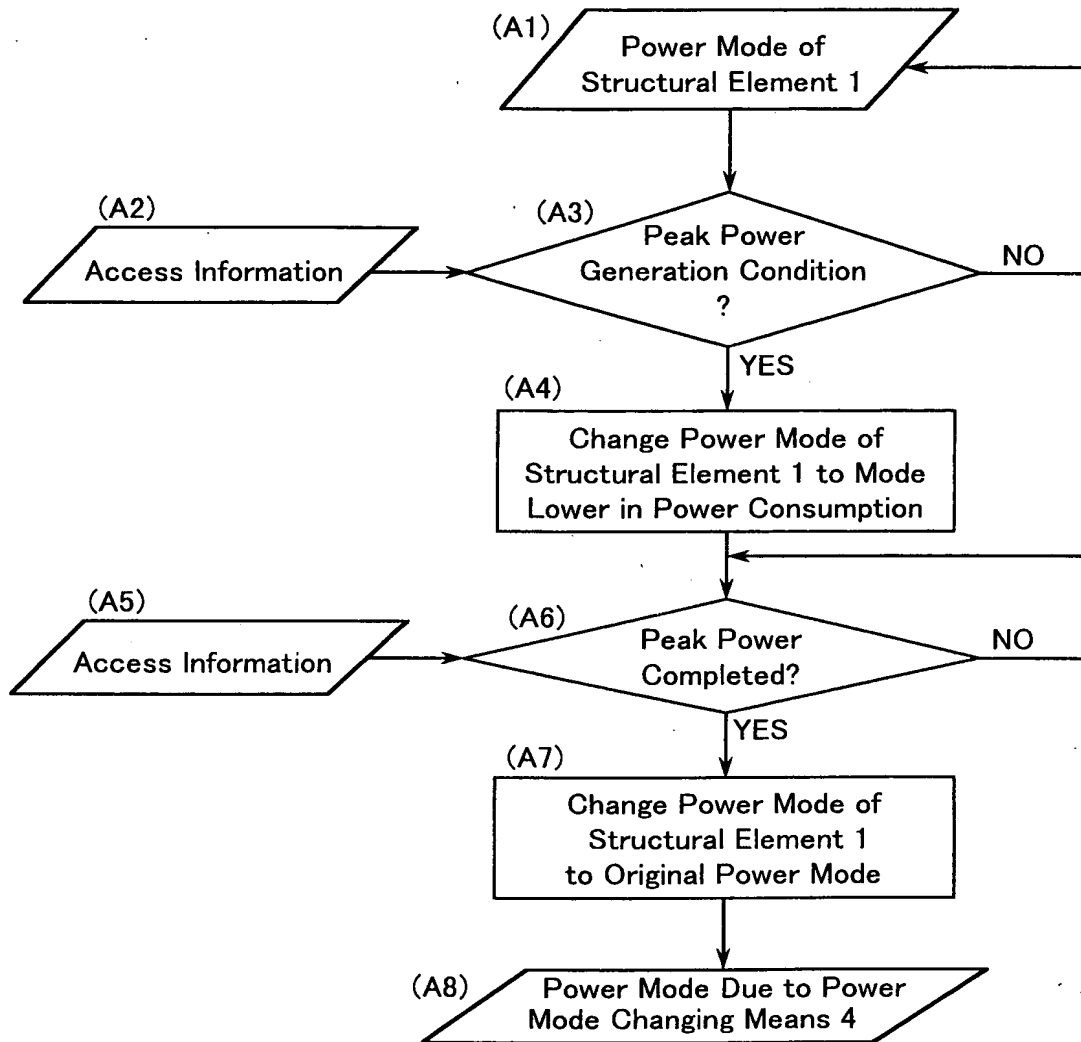 (A1)
Power Mode of
Structural Element 1
(A2)
Access Information
(A3)
Peak Power
Generation Condition
?
NO
YES
(A4)
Change Power Mode of
Structural Element 1 to Mode
Lower in Power Consumption
(A5)
Access Information
(A6)
Peak Power
Completed?
NO
YES
(A7)
Change Power Mode of
Structural Element 1
to Original Power Mode
(A8)
Power Mode Due to Power
Mode Changing Means 4